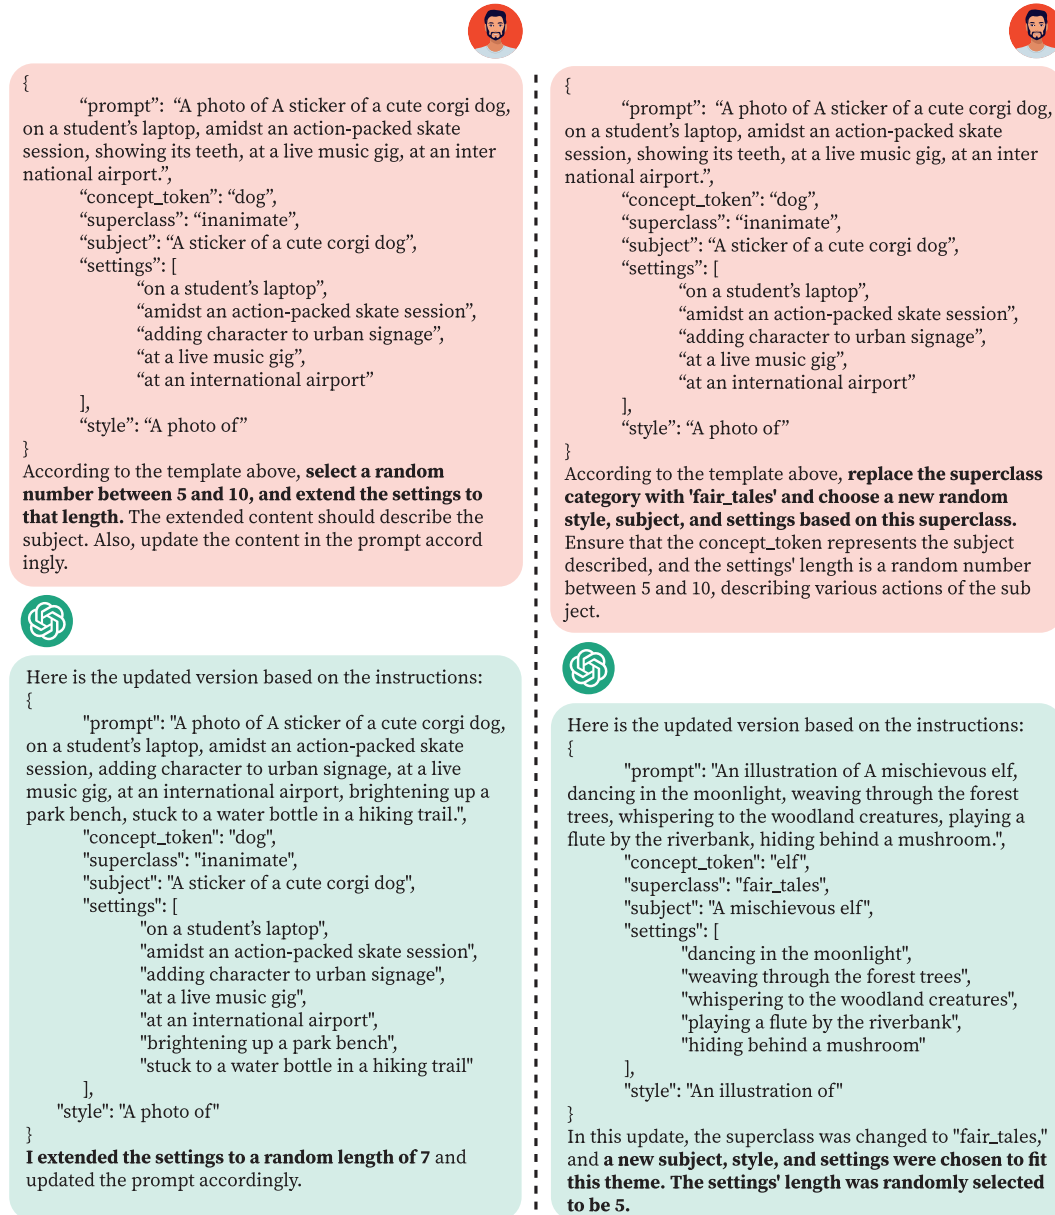 {
“prompt”: “A photo of A sticker of a cute corgi dog,
on a student’s laptop, amidst an action-packed skate
session, showing its teeth, at a live music gig, at an inter
national airport.”,
“concept_token”: “dog”,
“superclass”: “inanimate”,
“subject”: “A sticker of a cute corgi dog”,
“settings”: [
“on a student’s laptop”,
“amidst an action-packed skate session”,
“adding character to urban signage”,
“at a live music gig”,
“at an international airport”
],
“style”: “A photo of”
}
According to the template above, select a random
number between 5 and 10, and extend the settings to
that length. The extended content should describe the
subject. Also, update the content in the prompt accord
ingly.
Here is the updated version based on the instructions:
{
"prompt": "A photo of A sticker of a cute corgi dog,
on a student’s laptop, amidst an action-packed skate
session, adding character to urban signage, at a live
music gig, at an international airport, brightening up a
park bench, stuck to a water bottle in a hiking trail.",
"concept_token": "dog",
"superclass": "inanimate",
"subject": "A sticker of a cute corgi dog",
"settings": [
"on a student’s laptop",
"amidst an action-packed skate session",
"adding character to urban signage",
"at a live music gig",
"at an international airport",
"brightening up a park bench",
"stuck to a water bottle in a hiking trail"
],
"style": "A photo of"
}
I extended the settings to a random length of 7 and
updated the prompt accordingly.
{
“prompt”: “A photo of A sticker of a cute corgi dog,
on a student’s laptop, amidst an action-packed skate
session, showing its teeth, at a live music gig, at an inter
national airport.”,
“concept_token”: “dog”,
“superclass”: “inanimate”,
“subject”: “A sticker of a cute corgi dog”,
“settings”: [
“on a student’s laptop”,
“amidst an action-packed skate session”,
“adding character to urban signage”,
“at a live music gig”,
“at an international airport”
],
“style”: “A photo of”
}
According to the template above, replace the superclass
category with 'fair_tales' and choose a new random
style, subject, and settings based on this superclass.
Ensure that the concept_token represents the subject
described, and the settings' length is a random number
between 5 and 10, describing various actions of the sub
ject.
Here is the updated version based on the instructions:
{
"prompt": "An illustration of A mischievous elf,
dancing in the moonlight, weaving through the forest
trees, whispering to the woodland creatures, playing a
flute by the riverbank, hiding behind a mushroom.",
"concept_token": "elf",
"superclass": "fair_tales",
"subject": "A mischievous elf",
"settings": [
"dancing in the moonlight",
"weaving through the forest trees",
"whispering to the woodland creatures",
"playing a flute by the riverbank",
"hiding behind a mushroom"
],
"style": "An illustration of"
}
In this update, the superclass was changed to "fair_tales,"
and a new subject, style, and settings were chosen to fit
this theme. The settings' length was randomly selected
to be 5.